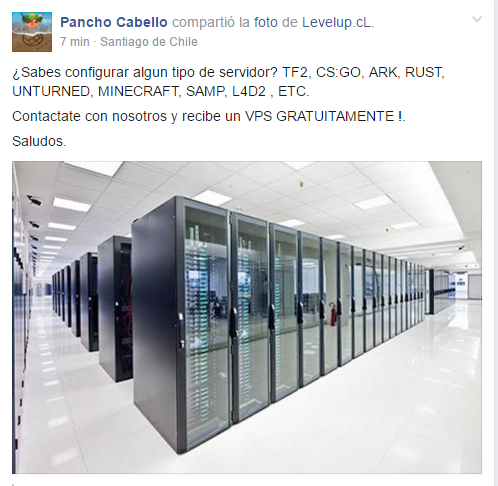 Pancho Cabello compartió la foto de Levelup.cL.
7 min · Santiago de Chile
¿Sabes configurar algun tipo de servidor? TF2, CS:GO, ARK, RUST,
UNTURNED, MINECRAFT, SAMP, L4D2 , ETC.
Contactate con nosotros y recibe un VPS GRATUITAMENTE !.
Saludos.